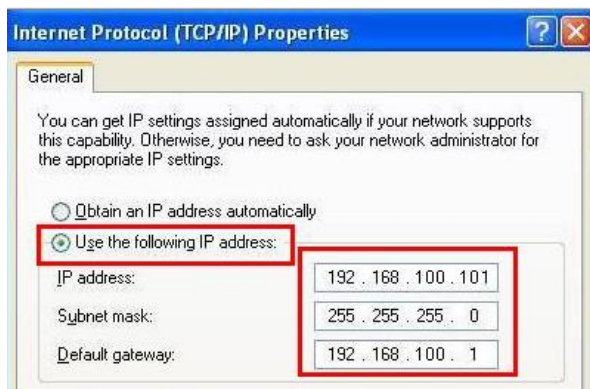 Internet Protocol (TCP/IP) Properties
General
You can get IP settings assigned automatically if your network supports
this capability. Otherwise, you need to ask your network administrator for
the appropriate IP settings.
Obtain an IP address automatically
Use the following IP address:
IP address: 192 . 168 . 100 . 101
Subnet mask: 255 . 255 . 255 . 0
Default gateway: 192 . 168 . 100 . 1